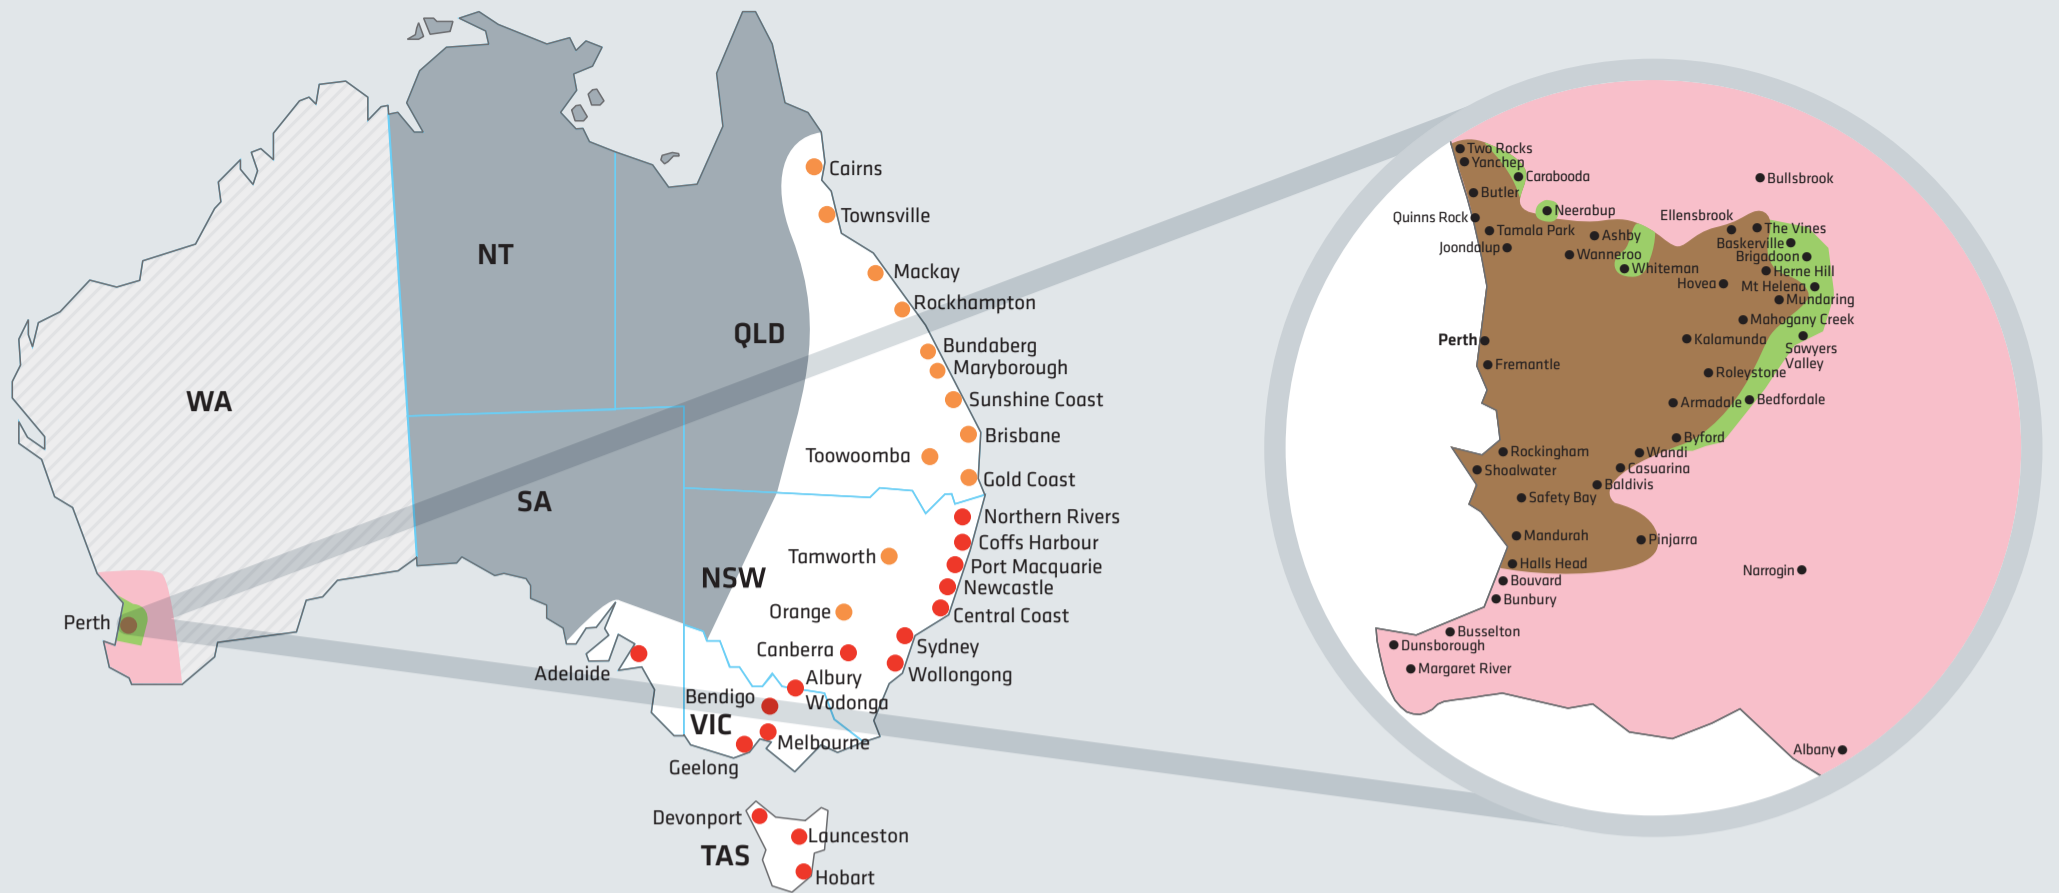 Cairns
Townsville
NT
Mackay
Rockhampton
QLD
Bundaberg
Maryborough
WA
Sunshine Coast
Brisbane
Toowoomba
Gold Coast
SA
Northern Rivers
Coffs Harbour
Tamworth
Port Macquarie
NSW
Newcastle
Orange
Central Coast
Perth
Canberra
Sydney
Adelaide
Albury
Wodonga
Wollongong
Bendigo
VIC
Melbourne
Geelong
Devonport
Launceston
TAS
Hobart
Two Rocks
Yanchep
Carabooda
Bullsbrook
Butler
Neerabup
Quinns Rock
Ellensbrook
Tamala Park
Ashby
The Vines
Joondalup
Baskerville
Wanneroo
Brigadoon
Whiteman
Herne Hill
Hovea
Mt Helena
Mundaring
Mahogany Creek
Perth
Kalamunda
Sawyers
Valley
Fremantle
Roleystone
Armadale
Bedfordale
Byford
Rockingham
Wandi
Shoalwater
Casuarina
Baldivis
Safety Bay
Mandurah
Pinjarra
Halls Head
Narrogin
Bouvard
Bunbury
Busselton
Dunsborough
Margaret River
Albany